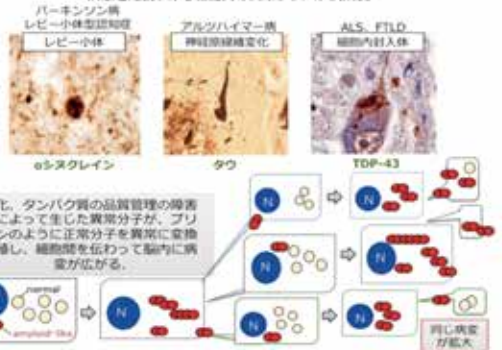 パーキンソン病
レビー小体型認知症
レビー小体
アルツハイマー病
神経原線維変化
ALS、FTLD
細胞内封入体
αシヌクレイン
タウ
TDP-43
化、タンパク質の品質管理の障害
によって生じた異常分子が、プリ
ンのように正常分子を異常に変換
殖し、細胞間を伝わって脳内に病
変が広がる。
N
N
N
N
N
N
N
N
normal
amyloid-like
同じ病変
が拡大